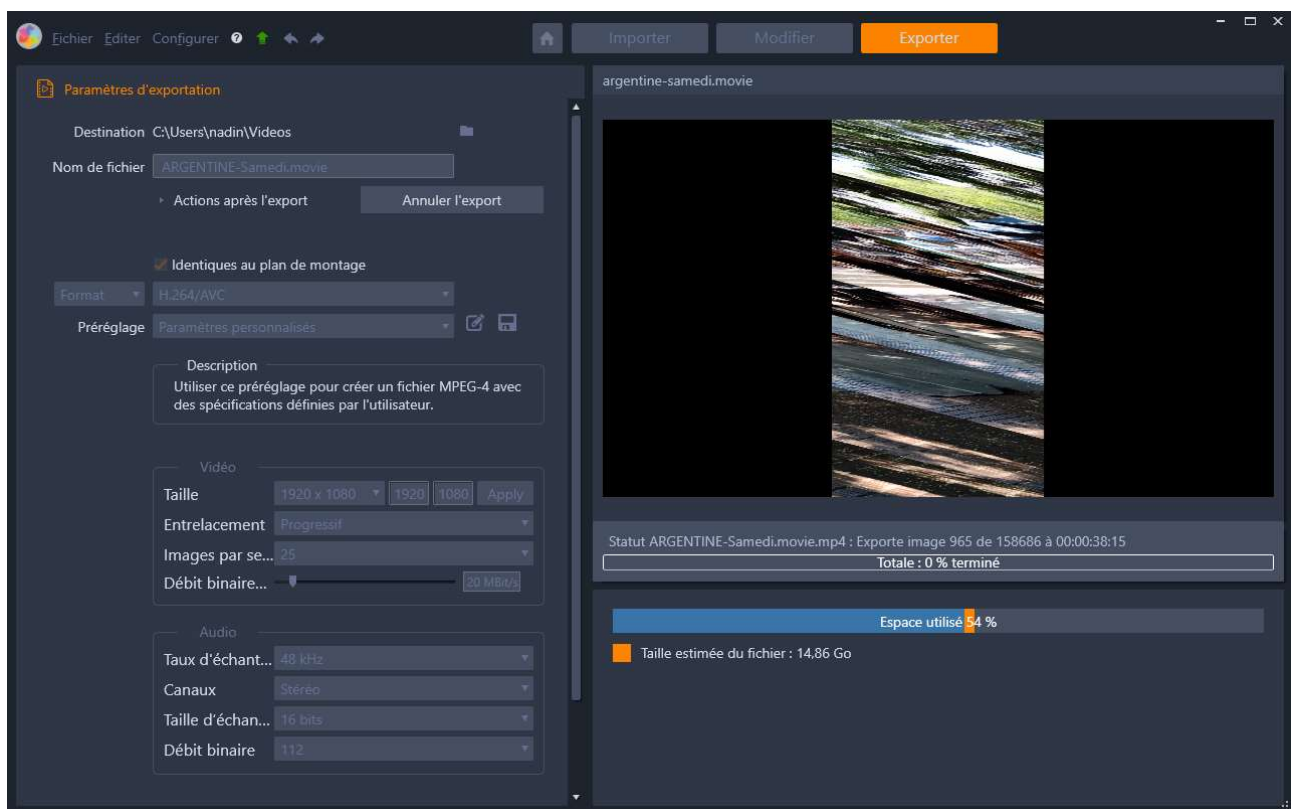 Fichier Editer Configurer ?
Importer Modifier Exporter
Paramètres d'exportation
Destination C:\Users\nadin\Videos
Nom de fichier ARGENTINE-Samedi.movie
Actions après l'export Annuler l'export
Identiques au plan de montage
Format H.264/AVC
Préréglage Paramètres personnalisés
Description
Utiliser ce préréglage pour créer un fichier MPEG-4 avec
des spécifications définies par l'utilisateur.
Vidéo
Taille 1920 x 1080 1920 1080 Apply
Entrelacement Progressif
Images par se... 25
Débit binaire... 20 MBit/s
Audio
Taux d'échant... 48 kHz
Canaux Stéréo
Taille d'échan... 16 bits
Débit binaire 112
argentine-samedi.movie
Statut ARGENTINE-Samedi.movie.mp4 : Exporte image 965 de 158686 à 00:00:38:15
Totale : 0 % terminé
Espace utilisé 54 %
Taille estimée du fichier : 14,86 Go